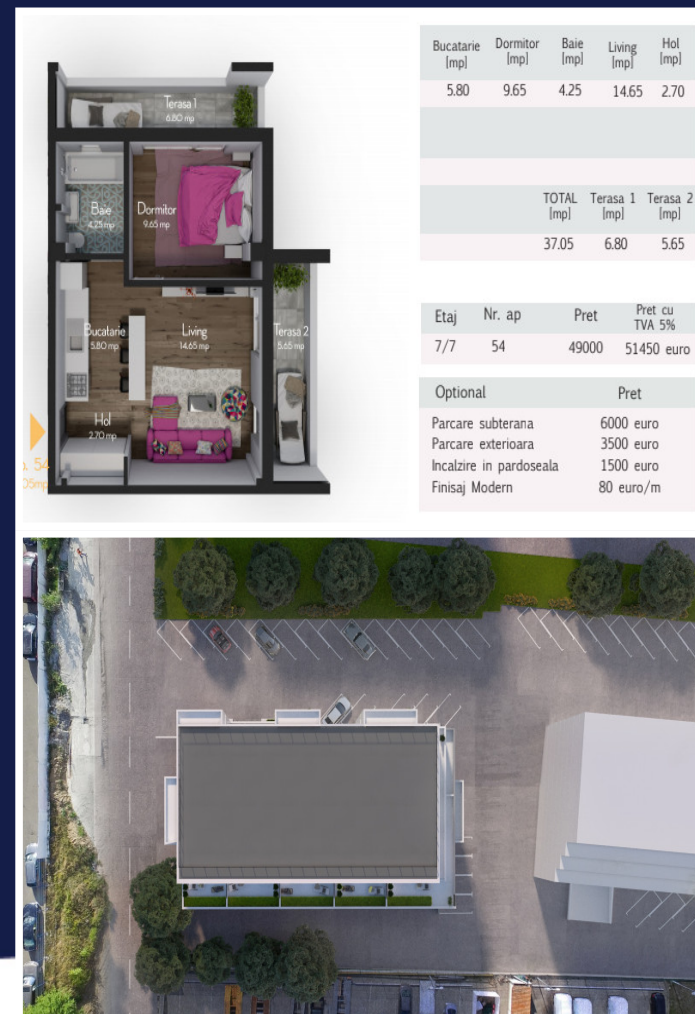 Terasa 1
6.80 mp
Baie
4.25 mp
Dormitor
9.65 mp
Bucatarie
5.80 mp
Living
14.65 mp
Terasa 2
5.65 mp
Hol
2.70 mp
54
05mp
Bucatarie Dormitor Baie Living Hol
[mp] [mp] [mp] [mp] [mp]
5.80 9.65 4.25 14.65 2.70
TOTAL Terasa 1 Terasa 2
[mp] [mp] [mp]
37.05 6.80 5.65
Etaj Nr. ap Pret Pret cu TVA 5%
7/7 54 49000 51450 euro
Optional Pret
Parcare subterana 6000 euro
Parcare exterioara 3500 euro
Incalzire in pardoseala 1500 euro
Finisaj Modern 80 euro/m